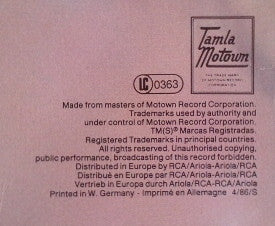 Tamla
Motown
THE TRADE MARK
OF MOTOWN RECORD
CORPORATION
LC 0363
Made from masters of Motown Record Corporation.
Trademarks used by authority and
under control of Motown Record Corporation.
TM(S)® Marcas Registradas.
Registered Trademarks in principal countries.
All rights reserved. Unauthorised copying,
public performance, broadcasting of this record forbidden.
Distributed in Europe by RCA/Ariola-Ariola/RCA
Distribué en Europe par RCA/Ariola-Ariola/RCA
Vertrieb in Europa durch Ariola/RCA-RCA/Ariola
Printed in W. Germany - Imprimé en Allemagne 4/86/S